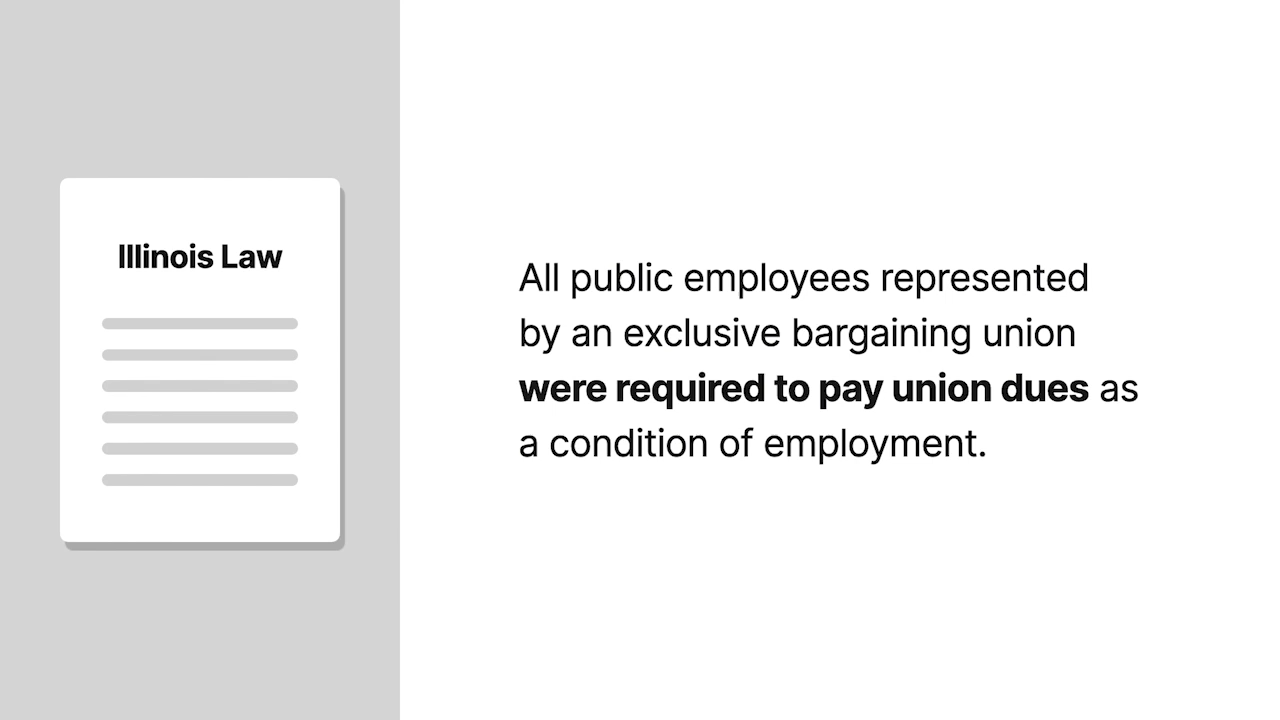 Illinois Law
All public employees represented
by an exclusive bargaining union
were required to pay union dues as
a condition of employment.